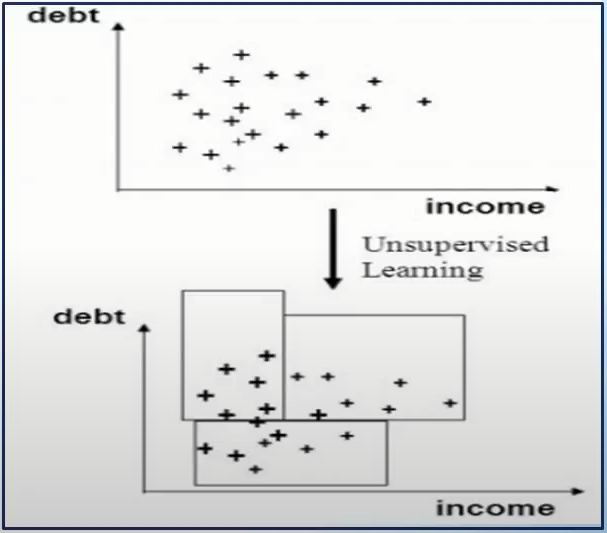 debt
income
Unsupervised
Learning
debt
income